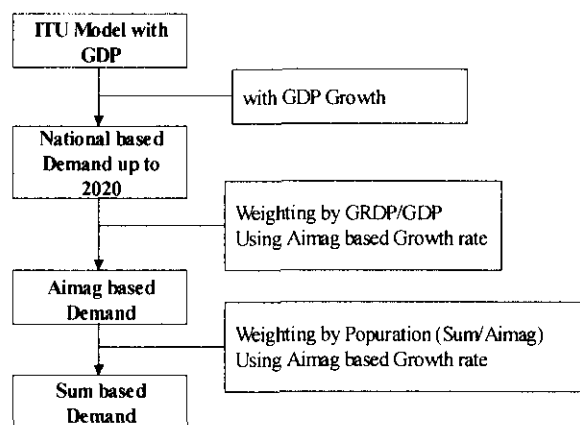 ITU Model with
GDP
with GDP Growth
National based
Demand up to
2020
Weighting by GRDP/GDP
Using Aimag based Growth rate
Aimag based
Demand
Weighting by Popuration (Sum/Aimag)
Using Aimag based Growth rate
Sum based
Demand